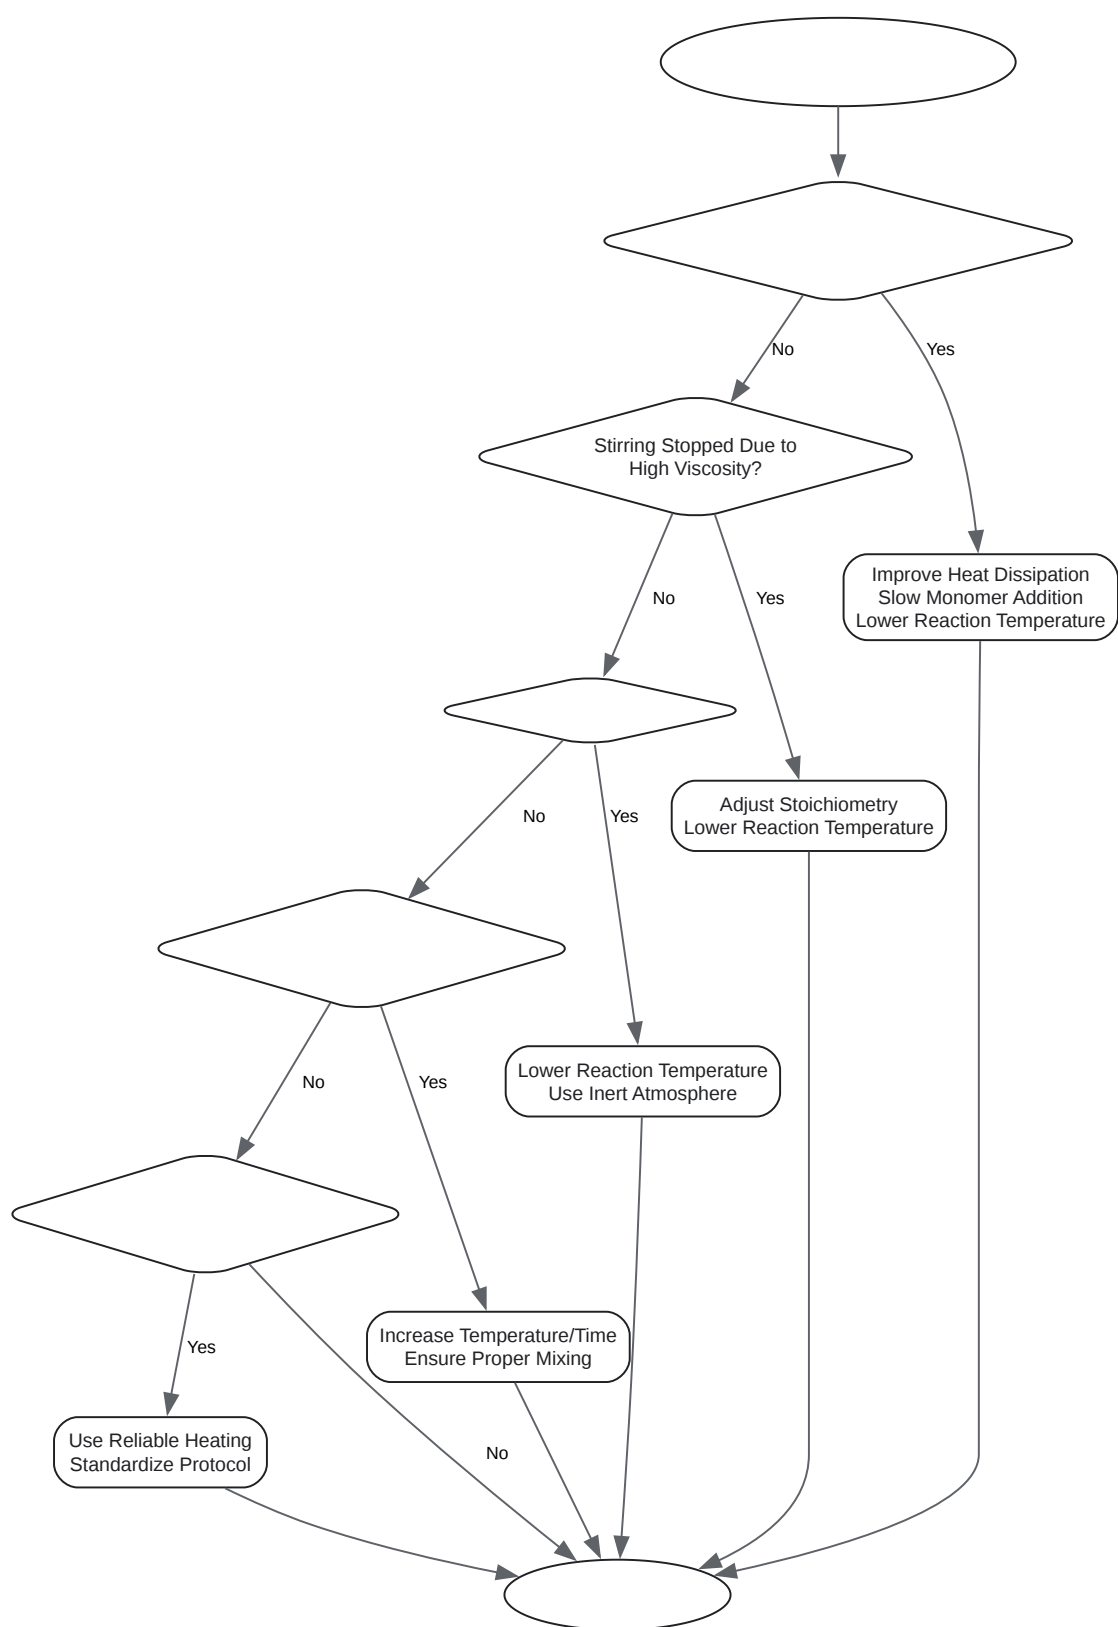 No
Yes
Stirring Stopped Due to
High Viscosity?
Improve Heat Dissipation
Slow Monomer Addition
Lower Reaction Temperature
No
Yes
Adjust Stoichiometry
Lower Reaction Temperature
No
Yes
Lower Reaction Temperature
Use Inert Atmosphere
No
Yes
Increase Temperature/Time
Ensure Proper Mixing
Yes
No
Use Reliable Heating
Standardize Protocol